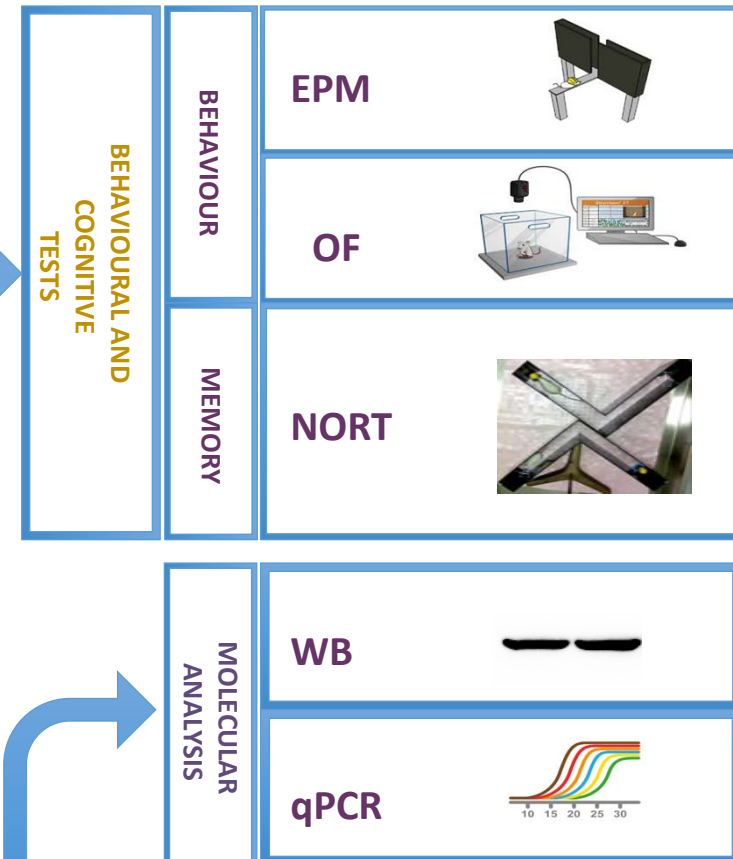 BEHAVIOURAL AND
COGNITIVE
TESTS
BEHAVIOUR
EPM
OF
MEMORY
NORT
MOLECULAR
ANALYSIS
WB
qPCR
10 15 20 25 30